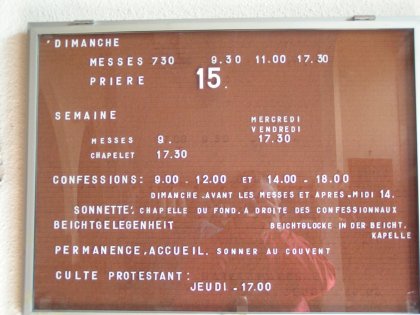 DIMANCHE
MESSES 730 9.30 11.00 17.30
PRIERE 15.
SEMAINE
MERCREDI
VENDREDI
MESSES 9. 17.30
CHAPELET 17.30
CONFESSIONS: 9.00 - 12.00 ET 14.00 - 18.00
DIMANCHE .AVANT LES MESSES ET APRES-MIDI 14.
SONNETTE: CHAPELLE DU FOND, A DROITE DES CONFESSIONNAUX
BEICHTGELEGENHEIT BEICHTGLOCKE IN DER BEICHT.
KAPELLE
PERMANENCE,ACCUEIL. SONNER AU COUVENT
CULTE PROTESTANT:
JEUDI -17.00